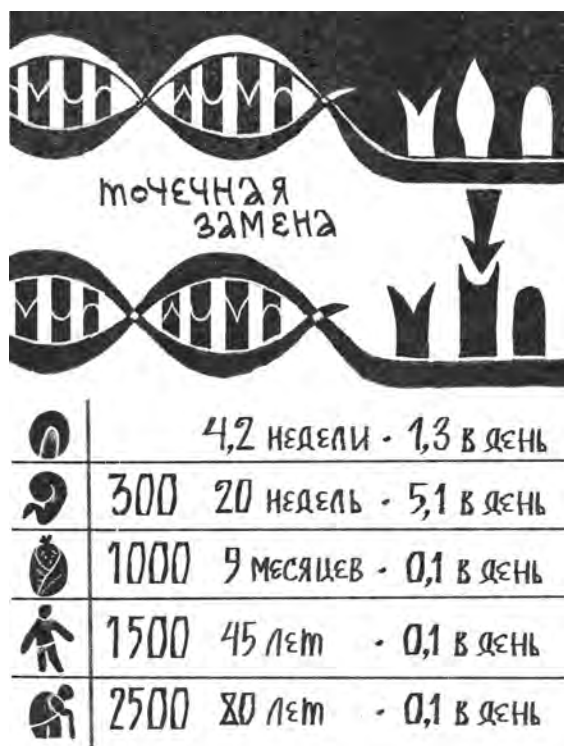 точечная
замена
4,2 недели - 1,3 в день
300 20 недель - 5,1 в день
1000 9 месяцев - 0,1 в день
1500 45 лет - 0,1 в день
2500 80 лет - 0,1 в день